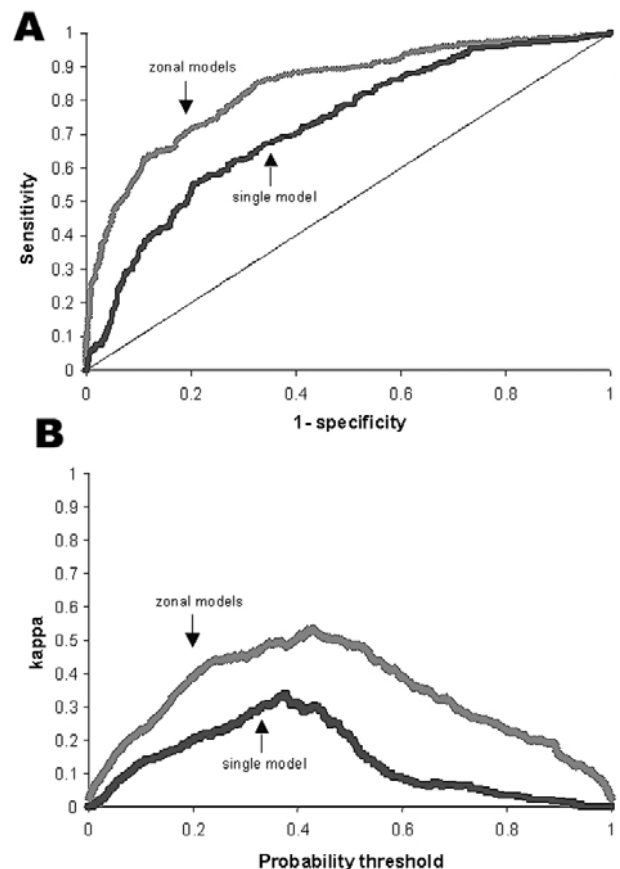 A
1
0.9
0.8
0.7
0.6
0.5
0.4
0.3
0.2
0.1
0
Sensitivity
zonal models
single model
0 0.2 0.4 0.6 0.8 1
1- specificity
B
1
0.9
0.8
0.7
0.6
0.5
0.4
0.3
0.2
0.1
0
kappa
zonal models
single model
0 0.2 0.4 0.6 0.8 1
Probability threshold